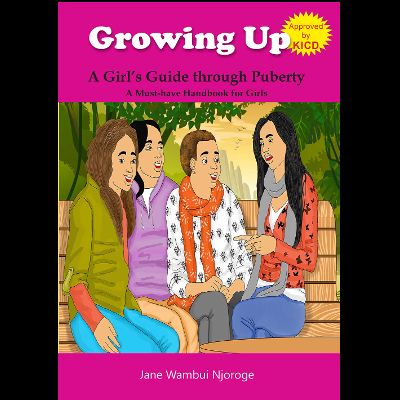 Growing Up
Approved
by
KICD
A Girl's Guide through Puberty
A Must-have Handbook for Girls
Jane Wambui Njoroge